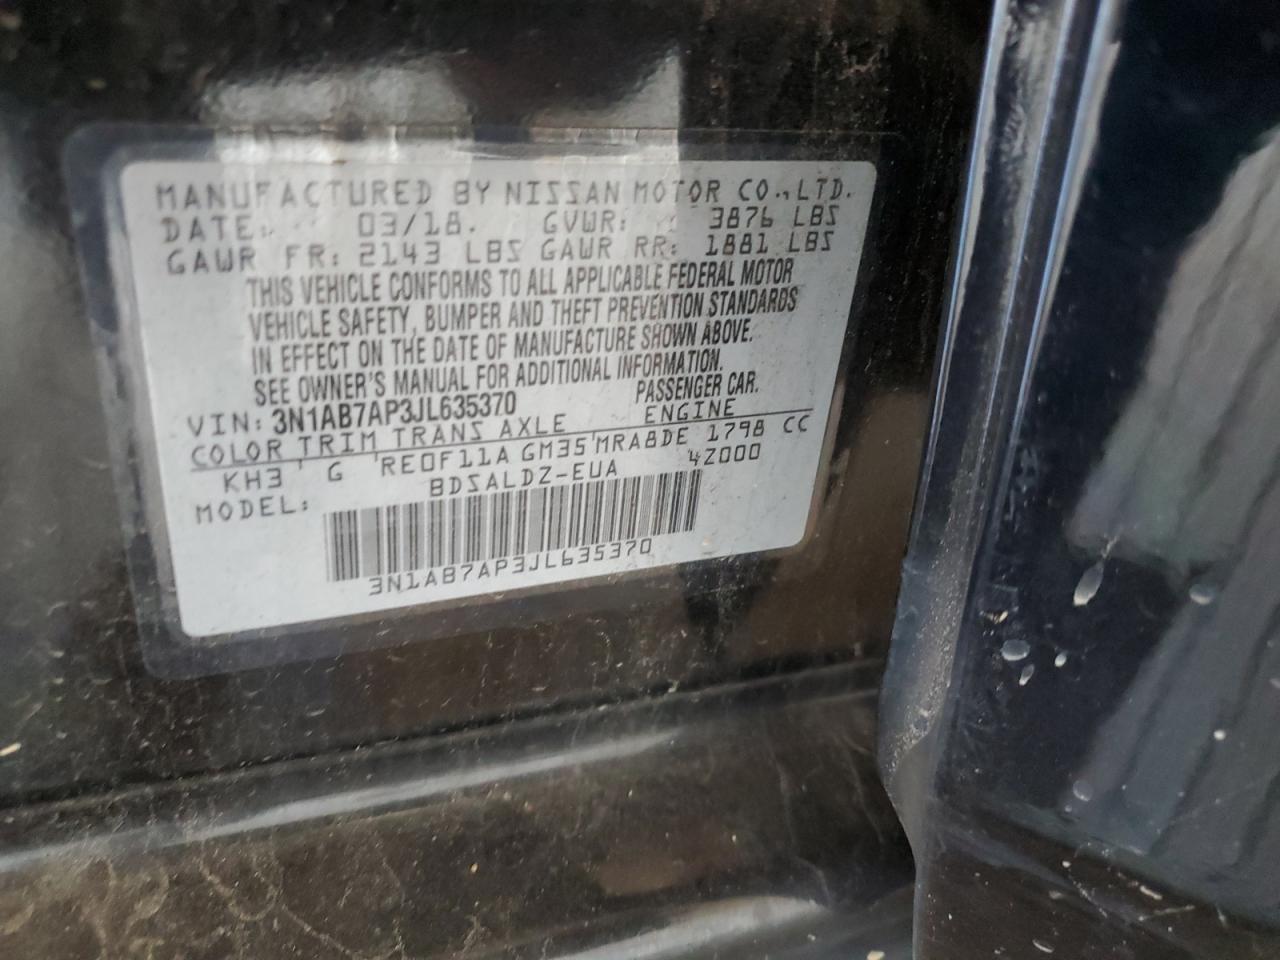 MANUFACTURED BY NISSAN MOTOR CO.,LTD.
DATE: 03/18. GVWR: 3876 LBS
GAWR FR: 2143 LBS GAWR RR: 1881 LBS
THIS VEHICLE CONFORMS TO ALL APPLICABLE FEDERAL MOTOR
VEHICLE SAFETY, BUMPER AND THEFT PREVENTION STANDARDS
IN EFFECT ON THE DATE OF MANUFACTURE SHOWN ABOVE.
SEE OWNER'S MANUAL FOR ADDITIONAL INFORMATION.
VIN: 3N1AB7AP3JL635370 PASSENGER CAR.
COLOR TRIM TRANS AXLE ENGINE
KH3 G RE0F11A GM35 MRA8DE 1798 CC
MODEL: BDSALDZ-EUA 4Z000
3N1AB7AP3JL635370